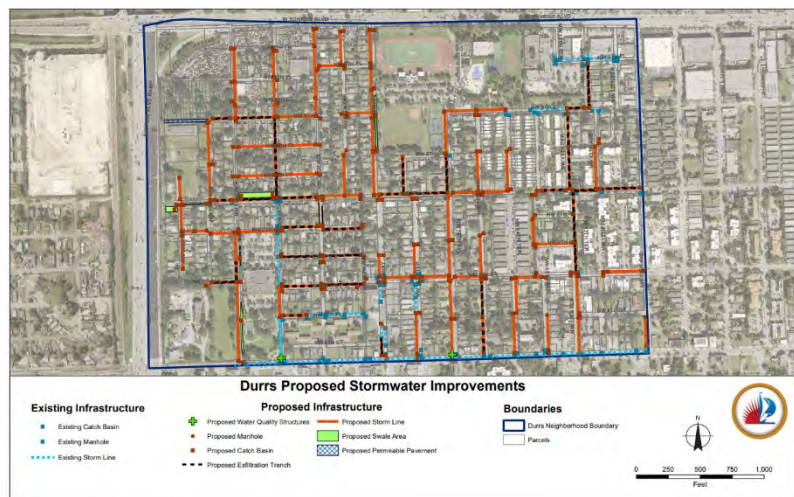 Durrs Proposed Stormwater Improvements
Existing Infrastructure
Existing Catch Basin
Existing Manhole
Existing Storm Line
Proposed Infrastructure
Proposed Water Quality Structures
Proposed Manhole
Proposed Catch Basin
Proposed Exfiltration Trench
Proposed Storm Line
Proposed Swale Area
Proposed Permeable Pavement
Boundaries
Durrs Neighborhood Boundary
Parcels
N
0 250 500 750 1,000
Feet